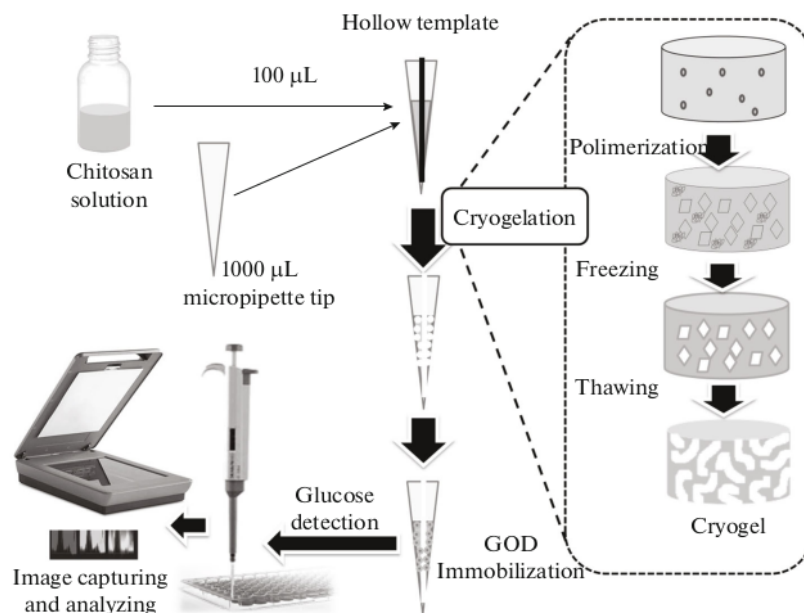 Hollow template
100 μL
Chitosan
solution
1000 μL
micropipette tip
Cryogelation
Polimerization
Freezing
Thawing
Cryogel
GOD
Immobilization
Glucose
detection
Image capturing
and analyzing